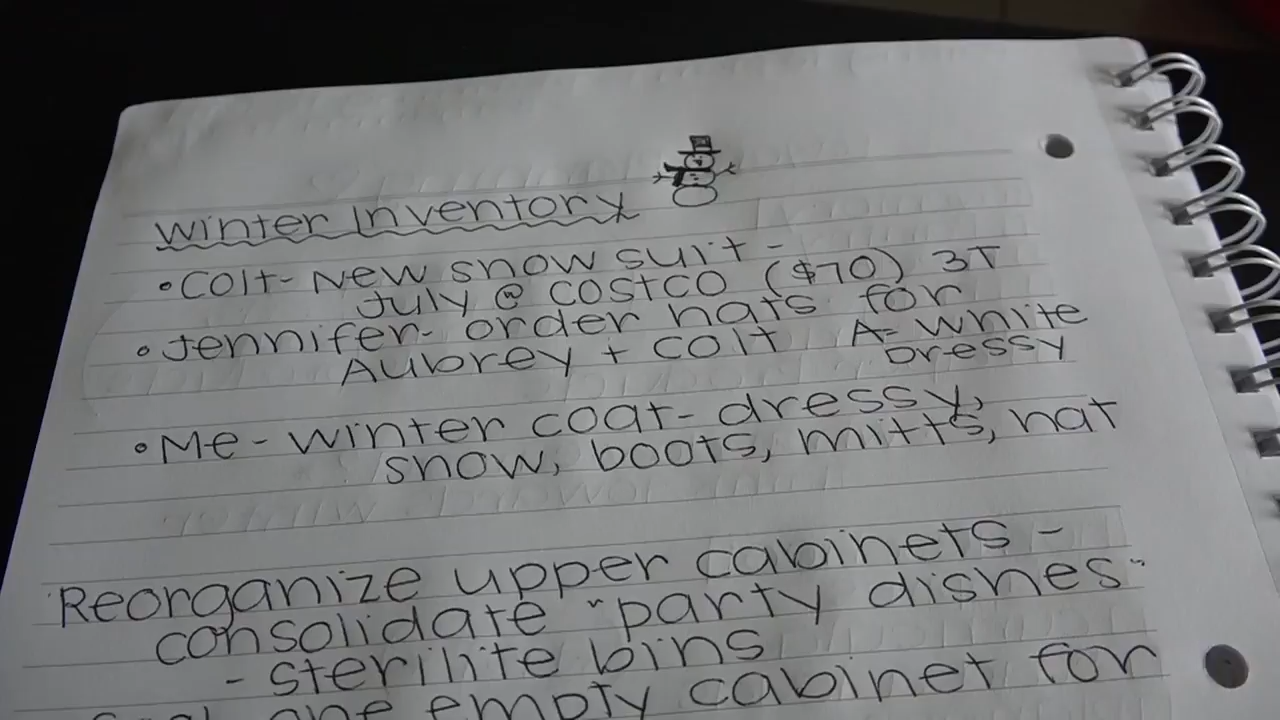 Winter Inventory
• Colt- New snow suit -
July @ Costco ($70) 3T
• Jennifer- order hats for
Aubrey + Colt A= white
dressy
• Me - winter coat- dressy,
snow, boots, mitts, hat
Reorganize upper cabinets -
consolidate "party dishes"
- sterilite bins
one empty cabinet for